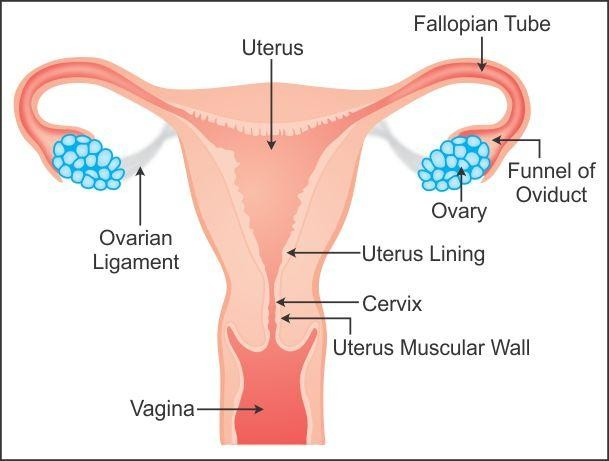 Fallopian Tube
Uterus
Funnel of
Oviduct
Ovary
Ovarian
Ligament
Uterus Lining
Cervix
Uterus Muscular Wall
Vagina